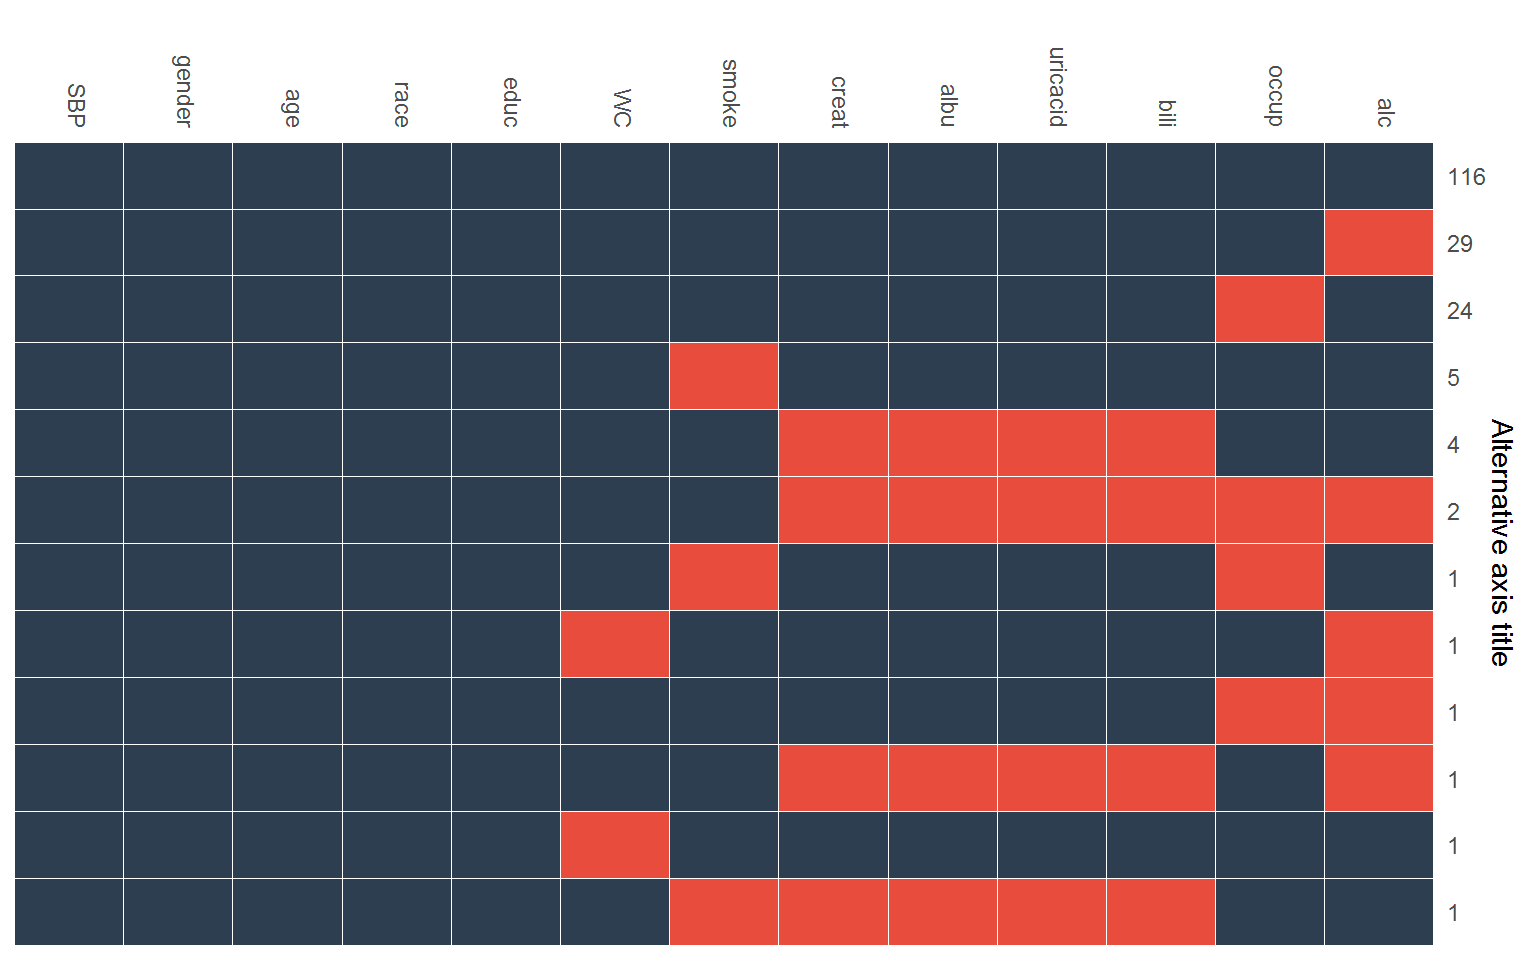 SBP
gender
age
race
educ
WC
smoke
creat
albu
uricacid
bili
occup
alc
116
29
24
5
4
2
1
1
1
1
1
1
Alternative axis title